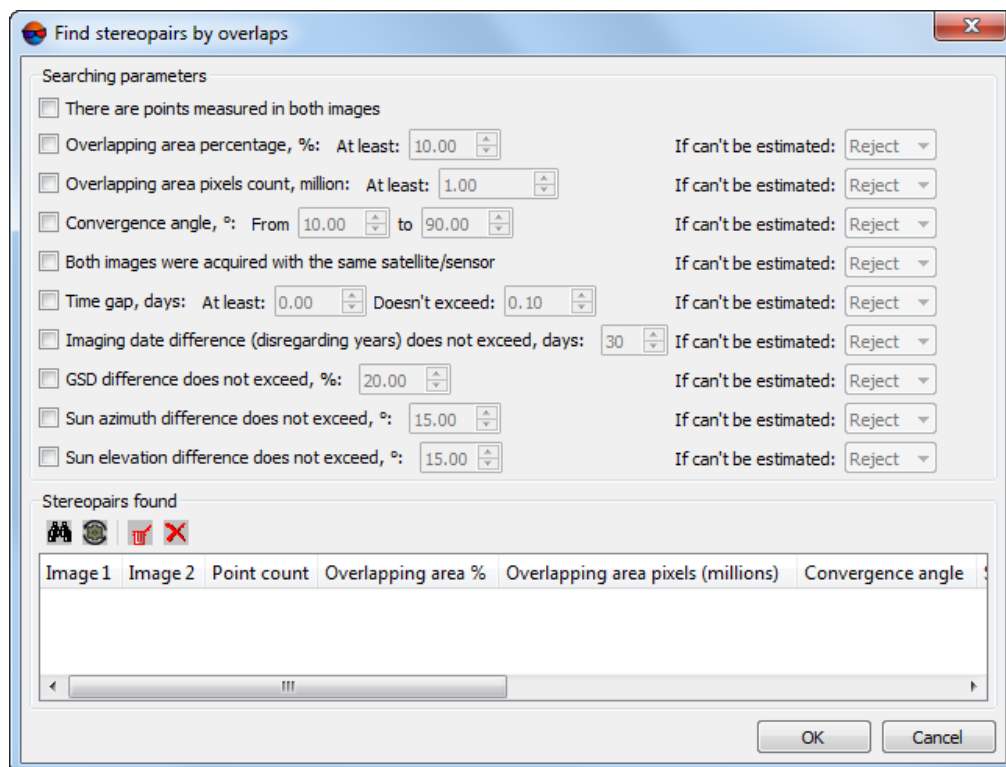 Find stereopairs by overlaps
Searching parameters
There are points measured in both images
Overlapping area percentage, %: At least: 10.00 If can't be estimated: Reject
Overlapping area pixels count, million: At least: 1.00 If can't be estimated: Reject
Convergence angle, º: From 10.00 to 90.00 If can't be estimated: Reject
Both images were acquired with the same satellite/sensor If can't be estimated: Reject
Time gap, days: At least: 0.00 Doesn't exceed: 0.10 If can't be estimated: Reject
Imaging date difference (disregarding years) does not exceed, days: 30 If can't be estimated: Reject
GSD difference does not exceed, %: 20.00 If can't be estimated: Reject
Sun azimuth difference does not exceed, º: 15.00 If can't be estimated: Reject
Sun elevation difference does not exceed, º: 15.00 If can't be estimated: Reject
Stereopairs found
Image 1 Image 2 Point count Overlapping area % Overlapping area pixels (millions) Convergence angle
OK Cancel